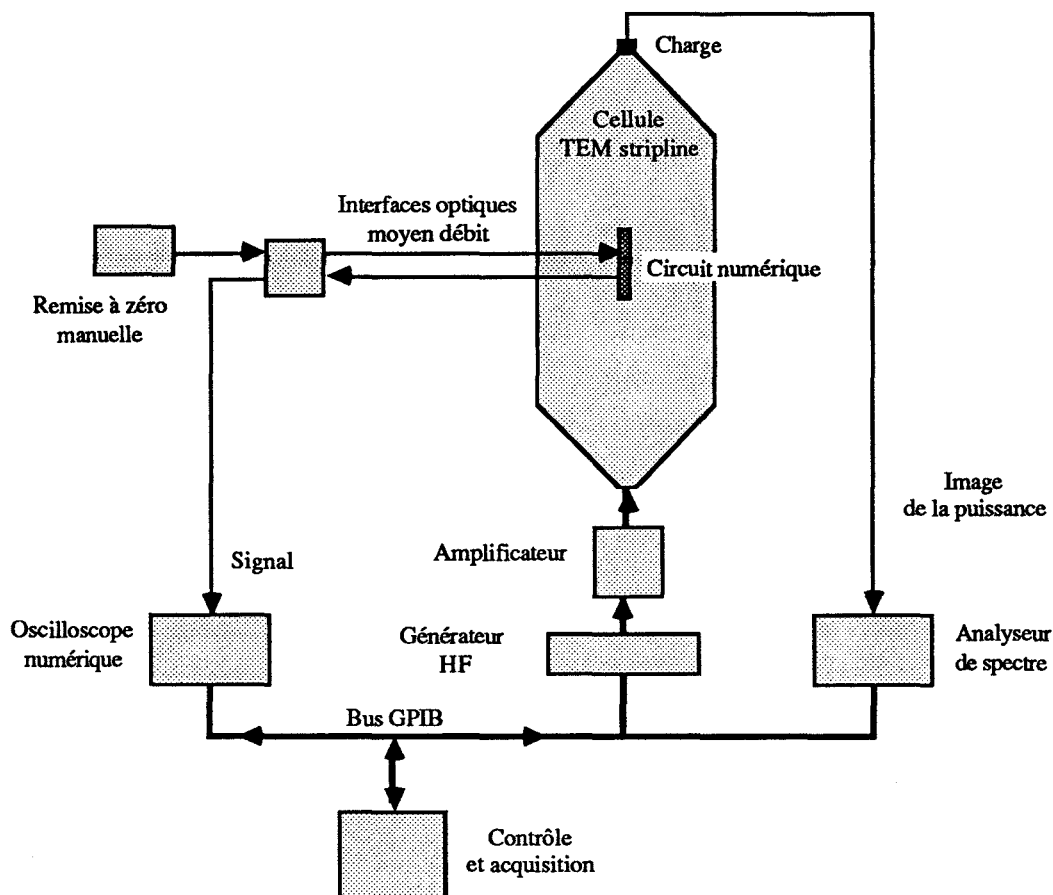 Charge
Cellule
TEM stripline
Interfaces optiques
moyen débit
Circuit numérique
Remise à zéro
manuelle
Image
de la puissance
Amplificateur
Signal
Oscilloscope
numérique
Générateur
HF
Analyseur
de spectre
Bus GPIB
Contrôle
et acquisition